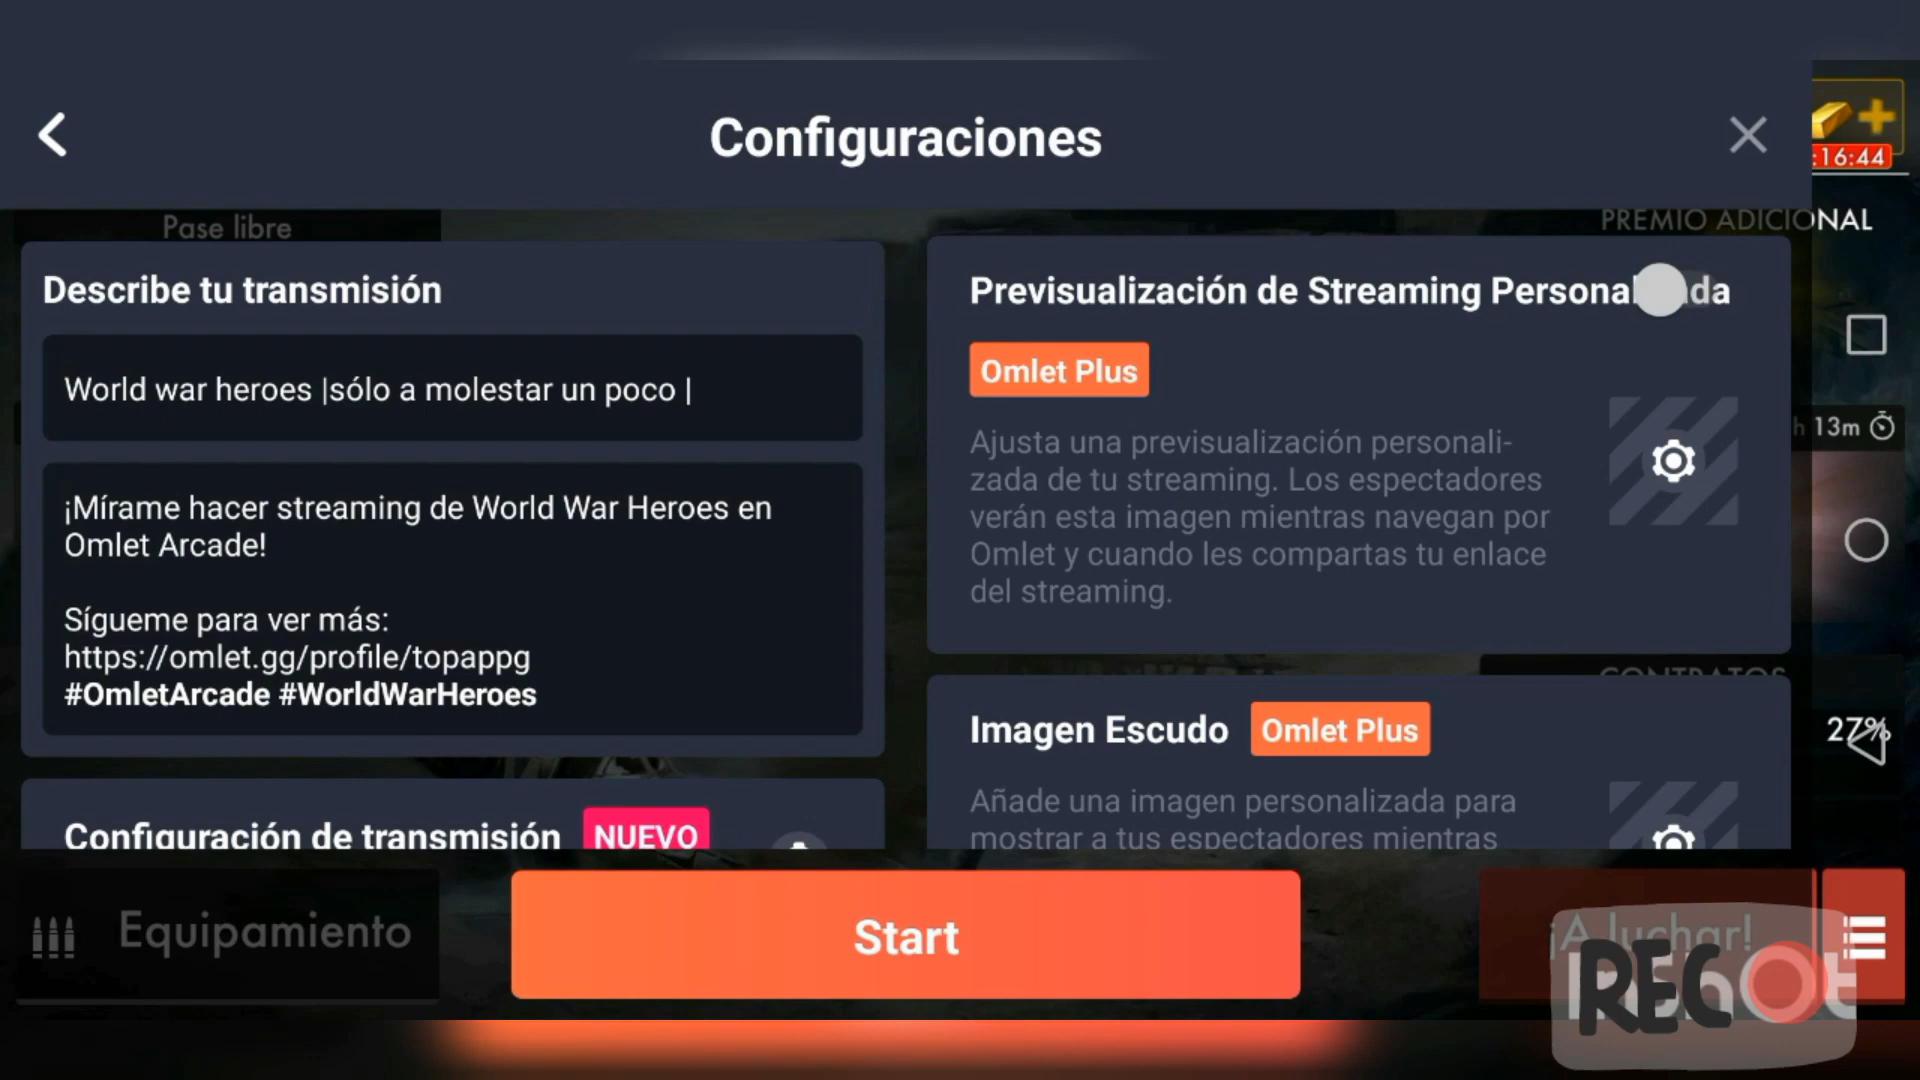 Configuraciones
:16:44
Pase libre
PREMIO ADICIONAL
Describe tu transmisión
World war heroes |sólo a molestar un poco |
¡Mírame hacer streaming de World War Heroes en
Omlet Arcade!
Sígueme para ver más:
https://omlet.gg/profile/topappg
#OmletArcade #WorldWarHeroes
Configuración de transmisión NUEVO
Previsualización de Streaming Personalizada
Omlet Plus
Ajusta una previsualización personali-
zada de tu streaming. Los espectadores
verán esta imagen mientras navegan por
Omlet y cuando les compartas tu enlace
del streaming.
h 13m
CONTRATOS
Imagen Escudo Omlet Plus
27%
Añade una imagen personalizada para
mostrar a tus espectadores mientras
Equipamiento
Start
¡A luchar!
REC